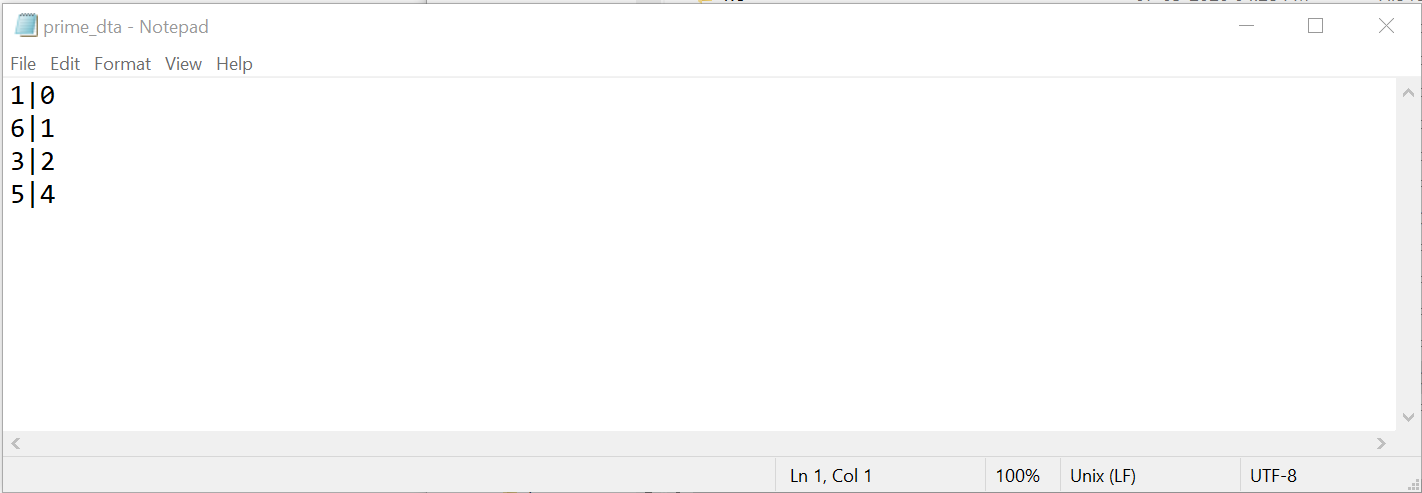 prime_dta - Notepad
File Edit Format View Help
1|0
6|1
3|2
5|4
Ln 1, Col 1 100% Unix (LF) UTF-8